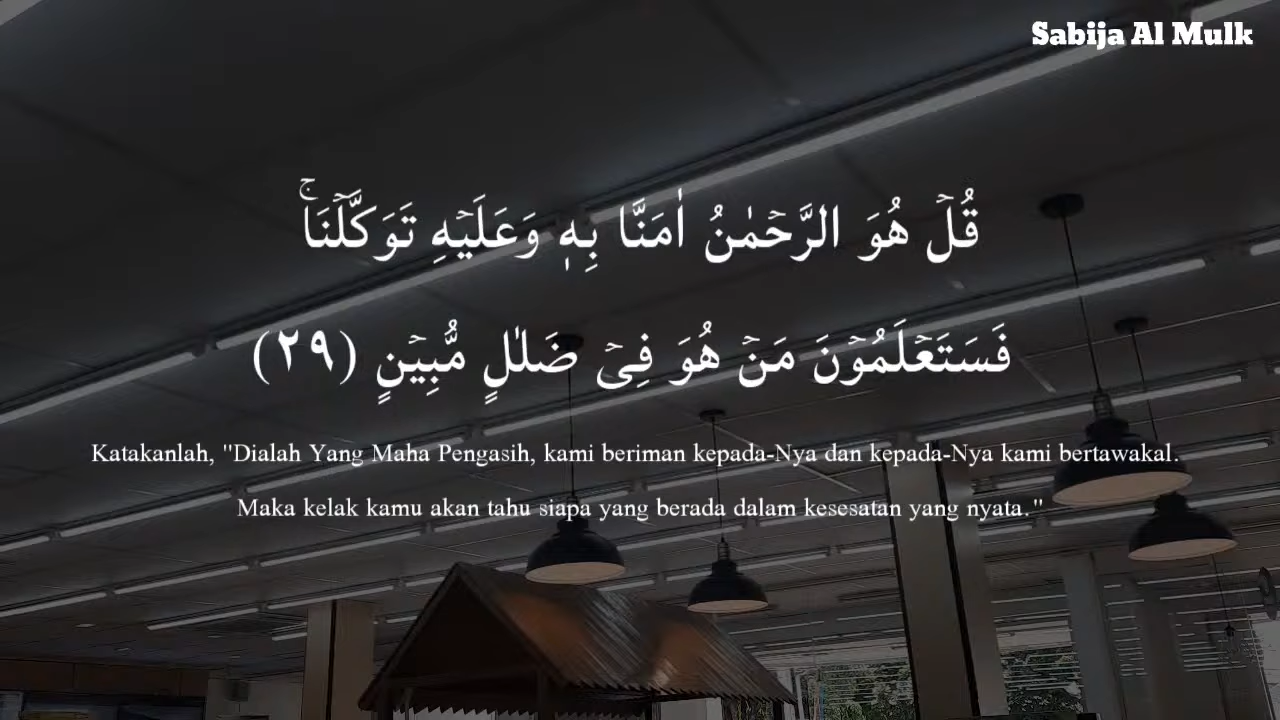 Sabija Al Mulk
قُلۡ هُوَ الرَّحۡمٰنُ اٰمَنَّا بِهٖ وَعَلَيۡهِ تَوَكَّلۡنَا‌ۚ
فَسَتَعۡلَمُوۡنَ مَنۡ هُوَ فِىۡ ضَلٰلٍ مُّبِيۡنٍ (٢٩)
Katakanlah, "Dialah Yang Maha Pengasih, kami beriman kepada-Nya dan kepada-Nya kami bertawakal.
Maka kelak kamu akan tahu siapa yang berada dalam kesesatan yang nyata."